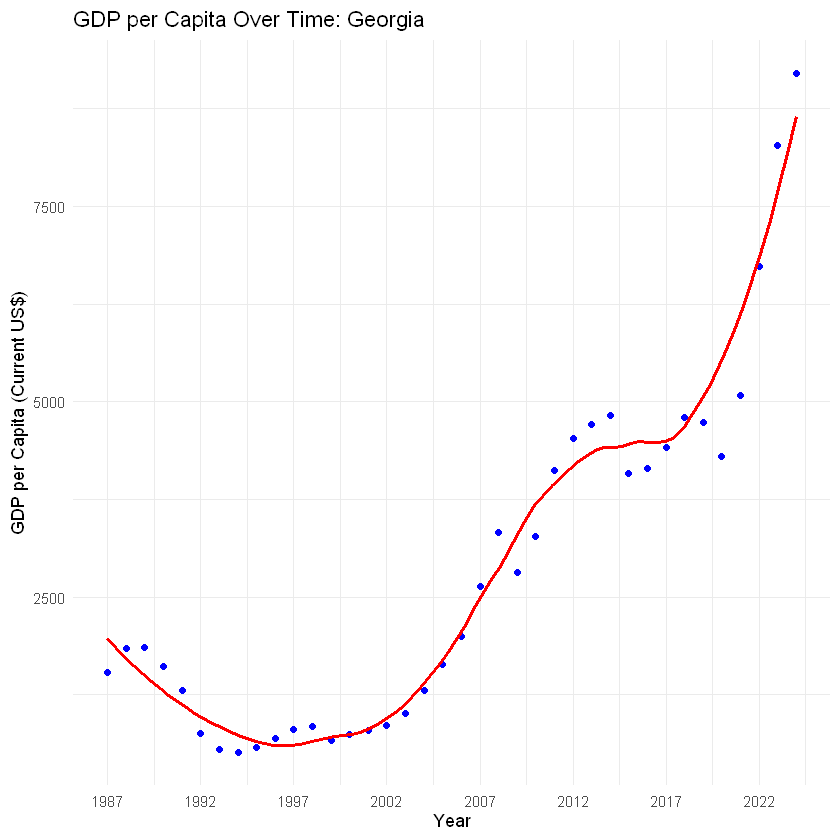 GDP per Capita Over Time: Georgia
GDP per Capita (Current US$)
7500
5000
2500
1987 1992 1997 2002 2007 2012 2017 2022
Year